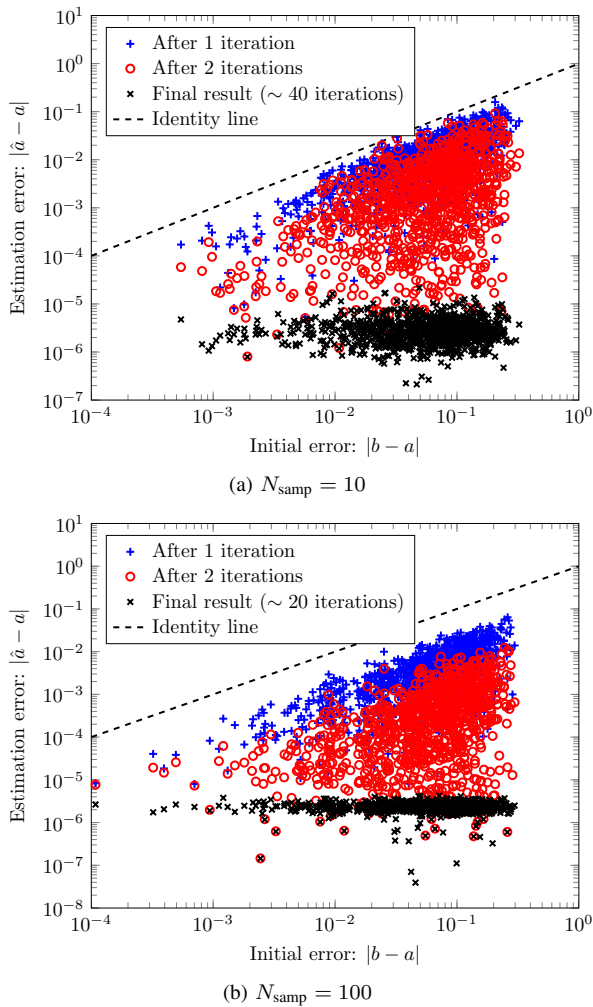 10^1
10^0
10^-1
10^-2
10^-3
10^-4
10^-5
10^-6
10^-7
Estimation error: |â − a|
After 1 iteration
After 2 iterations
Final result (∼ 40 iterations)
Identity line
10^-4 10^-3 10^-2 10^-1 10^0
Initial error: |b − a|
(a) N_samp = 10
10^1
10^0
10^-1
10^-2
10^-3
10^-4
10^-5
10^-6
10^-7
10^-8
Estimation error: |â − a|
After 1 iteration
After 2 iterations
Final result (∼ 20 iterations)
Identity line
10^-4 10^-3 10^-2 10^-1 10^0
Initial error: |b − a|
(b) N_samp = 100